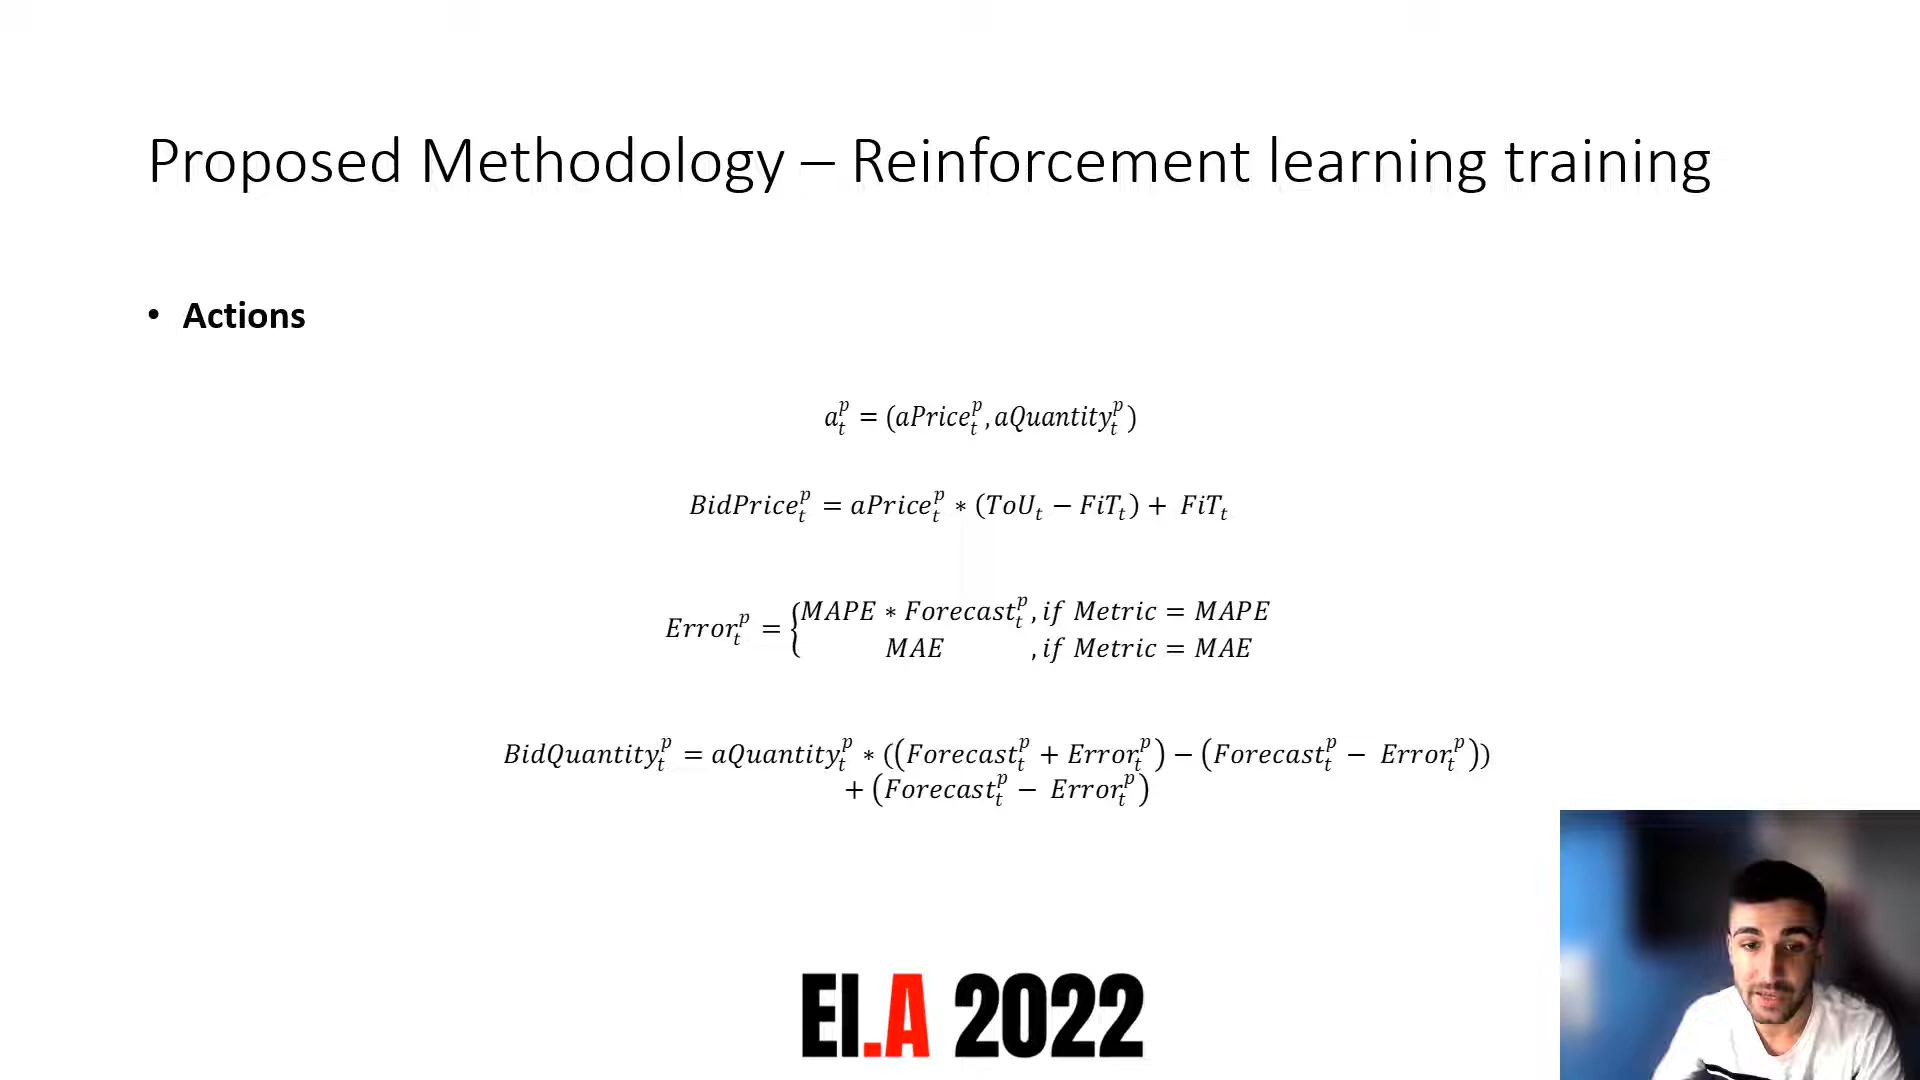 Proposed Methodology – Reinforcement learning training
• Actions
a_t^p = (aPrice_t^p, aQuantity_t^p)
BidPrice_t^p = aPrice_t^p * (ToU_t − FiT_t) + FiT_t
Error_t^p = { MAPE * Forecast_t^p, if Metric = MAPE
MAE , if Metric = MAE
BidQuantity_t^p = aQuantity_t^p * ((Forecast_t^p + Error_t^p) − (Forecast_t^p − Error_t^p))
+ (Forecast_t^p − Error_t^p)
EI.A 2022